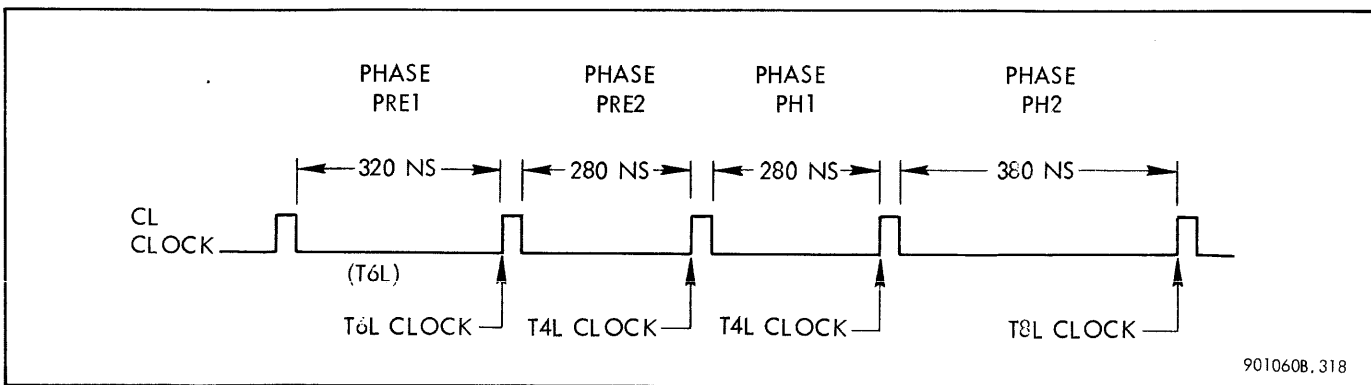 PHASE PRE1
PHASE PRE2
PHASE PH1
PHASE PH2
320 NS
280 NS
280 NS
380 NS
CL CLOCK
(T6L)
T6L CLOCK
T4L CLOCK
T4L CLOCK
T8L CLOCK
901060B.318